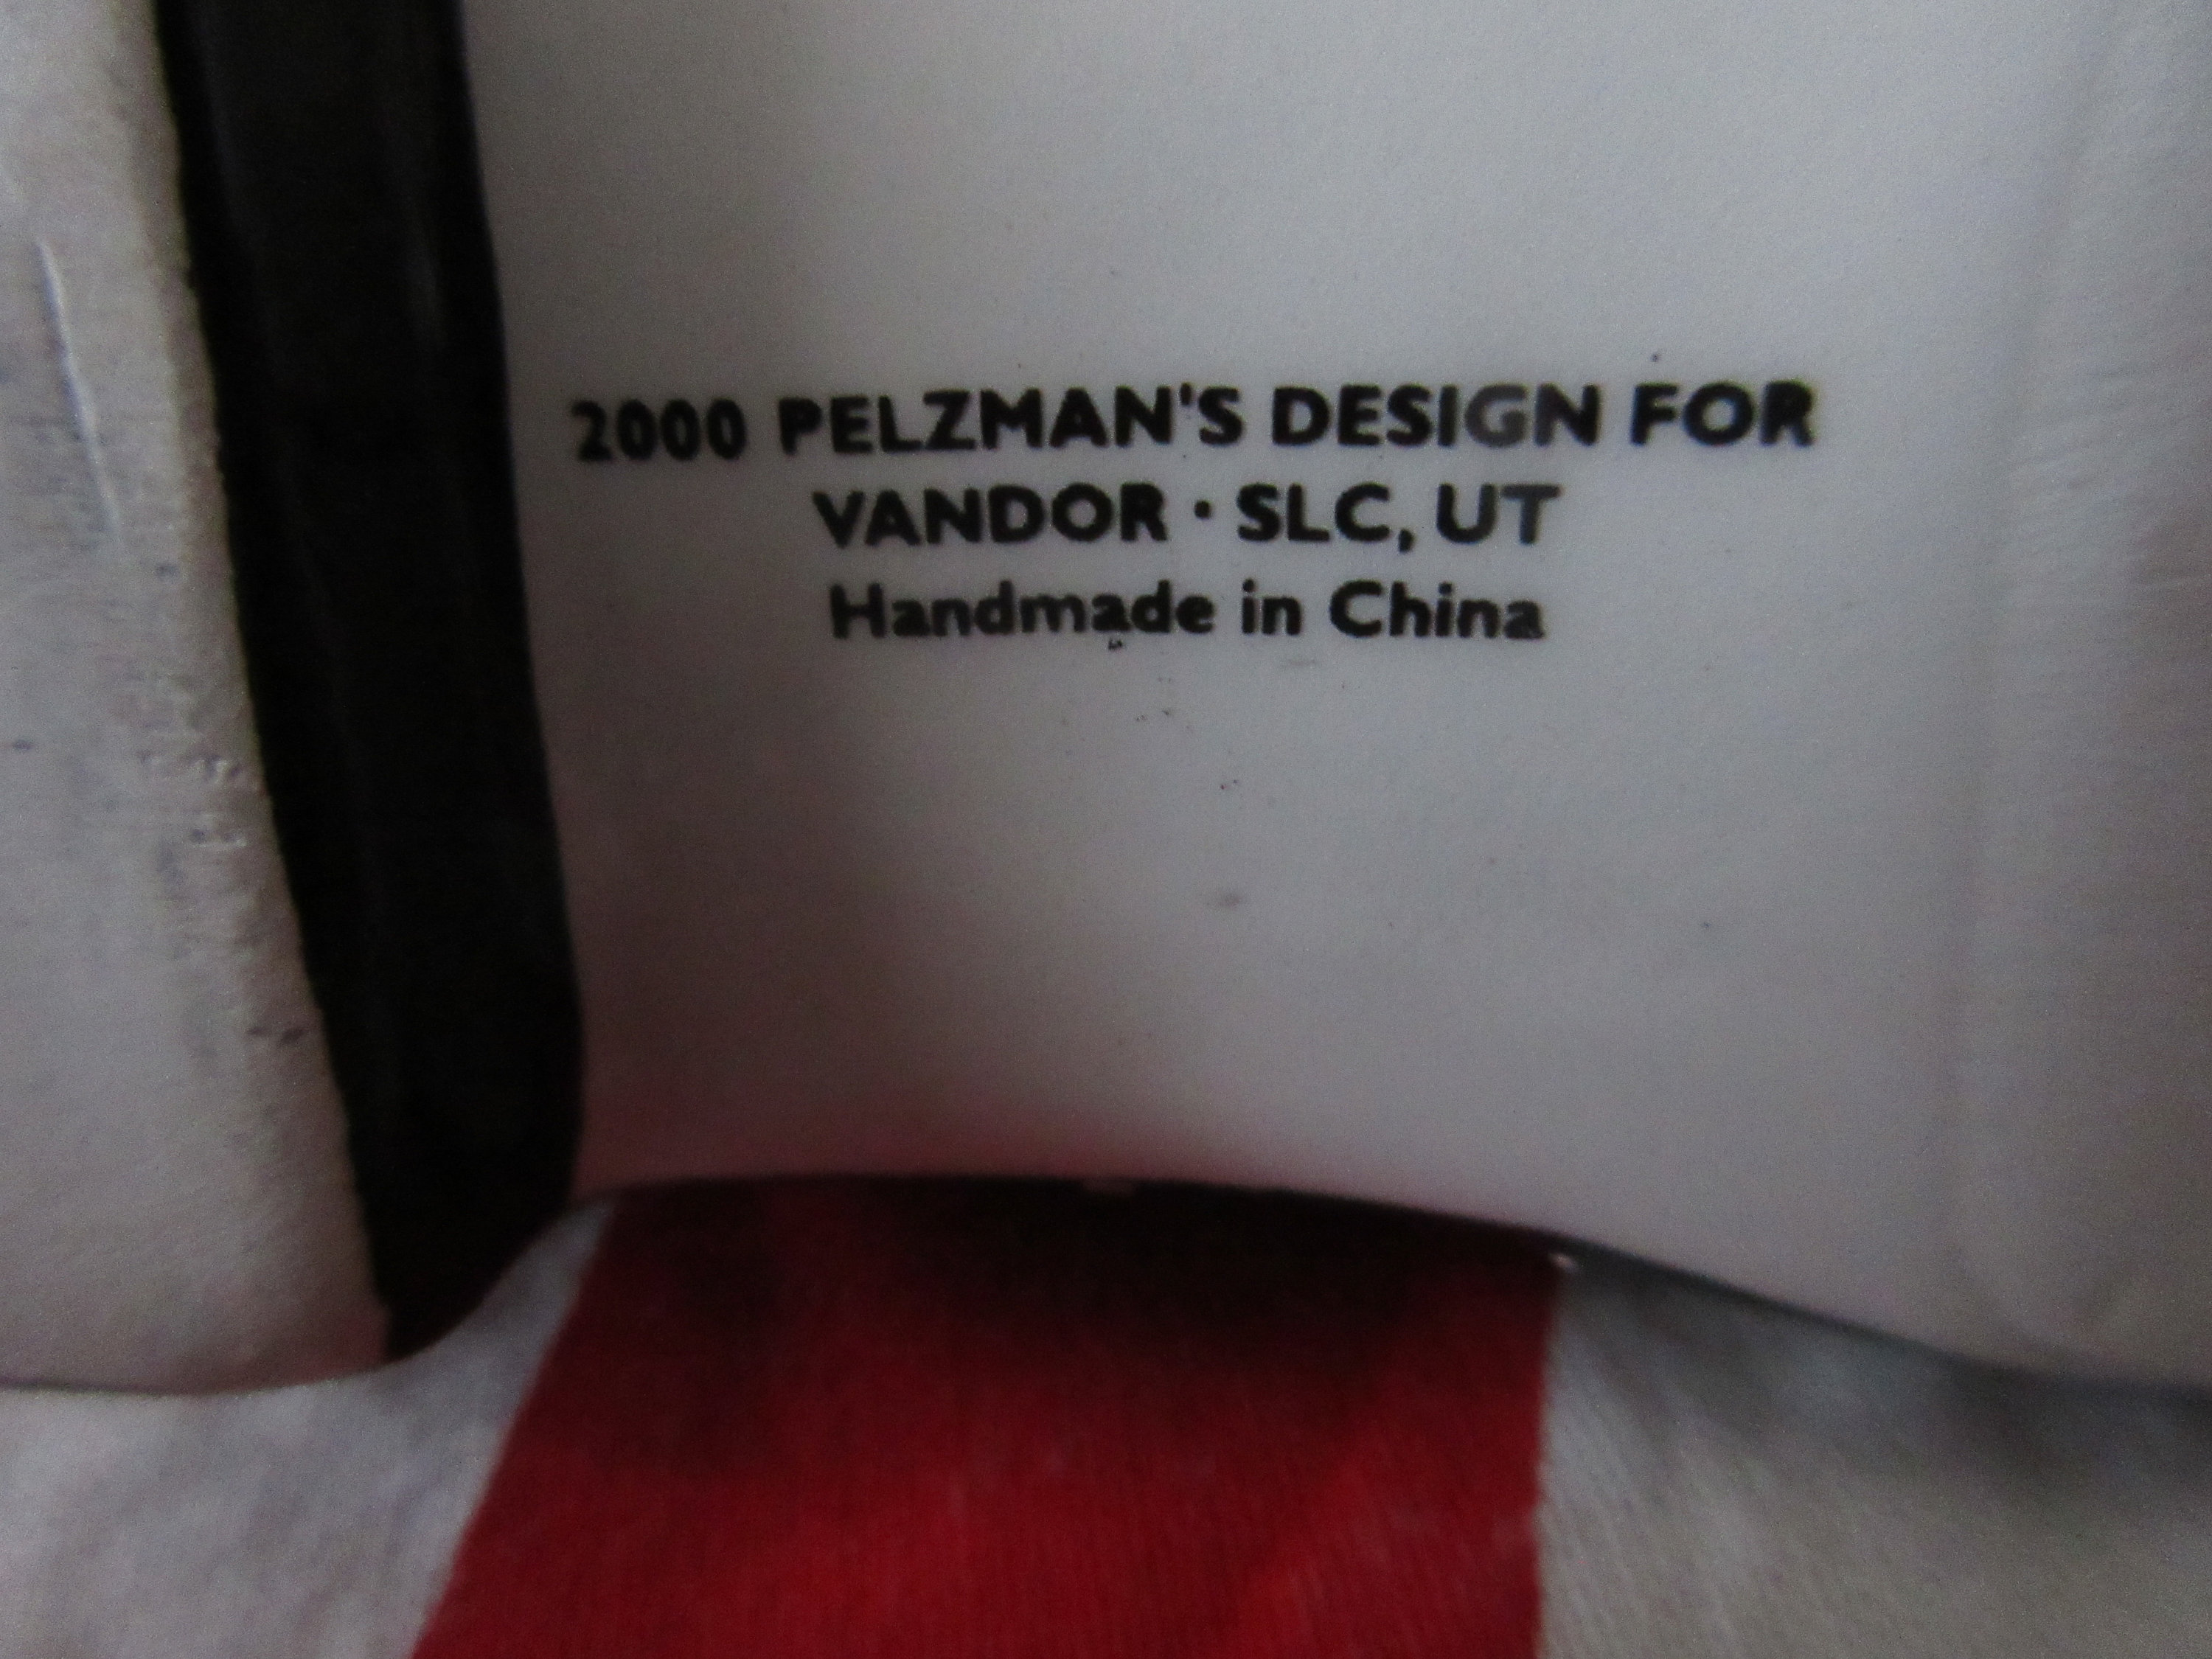 2000 PELZMAN'S DESIGN FOR
VANDOR · SLC, UT
Handmade in China